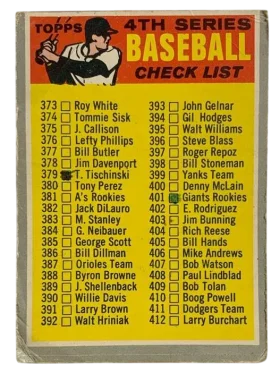 TOPPS
4TH SERIES
BASEBALL
CHECK LIST
373 Roy White
374 Tommie Sisk
375 J. Callison
376 Lefty Phillips
377 Bill Butler
378 Jim Davenport
379 T. Tischinski
380 Tony Perez
381 A's Rookies
382 Jack DiLauro
383 M. Stanley
384 G. Neibauer
385 George Scott
386 Bill Dillman
387 Orioles Team
388 Byron Browne
389 J. Shellenback
390 Willie Davis
391 Larry Brown
392 Walt Hriniak
393 John Gelnar
394 Gil Hodges
395 Walt Williams
396 Steve Blass
397 Roger Repoz
398 Bill Stoneman
399 Yanks Team
400 Denny McLain
401 Giants Rookies
402 E. Rodriguez
403 Jim Bunning
404 Rich Reese
405 Bill Hands
406 Mike Andrews
407 Bob Watson
408 Paul Lindblad
409 Bob Tolan
410 Boog Powell
411 Dodgers Team
412 Larry Burchart